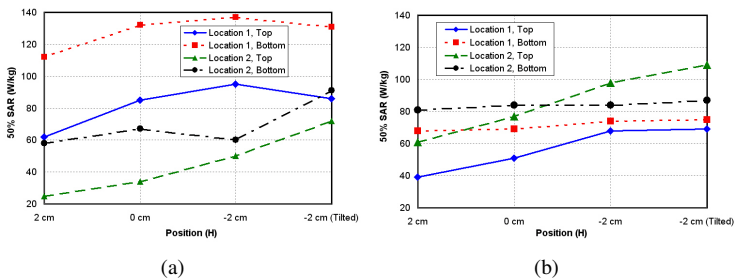 140
120
100
80
60
40
20
50% SAR (W/kg)
Location 1, Top
Location 1, Bottom
Location 2, Top
Location 2, Bottom
2 cm 0 cm -2 cm -2 cm (Tilted)
Position (H)
(a)
140
120
100
80
60
40
20
50% SAR (W/kg)
Location 1, Top
Location 1, Bottom
Location 2, Top
Location 2, Bottom
2 cm 0 cm -2 cm -2 cm (Tilted)
Position (H)
(b)